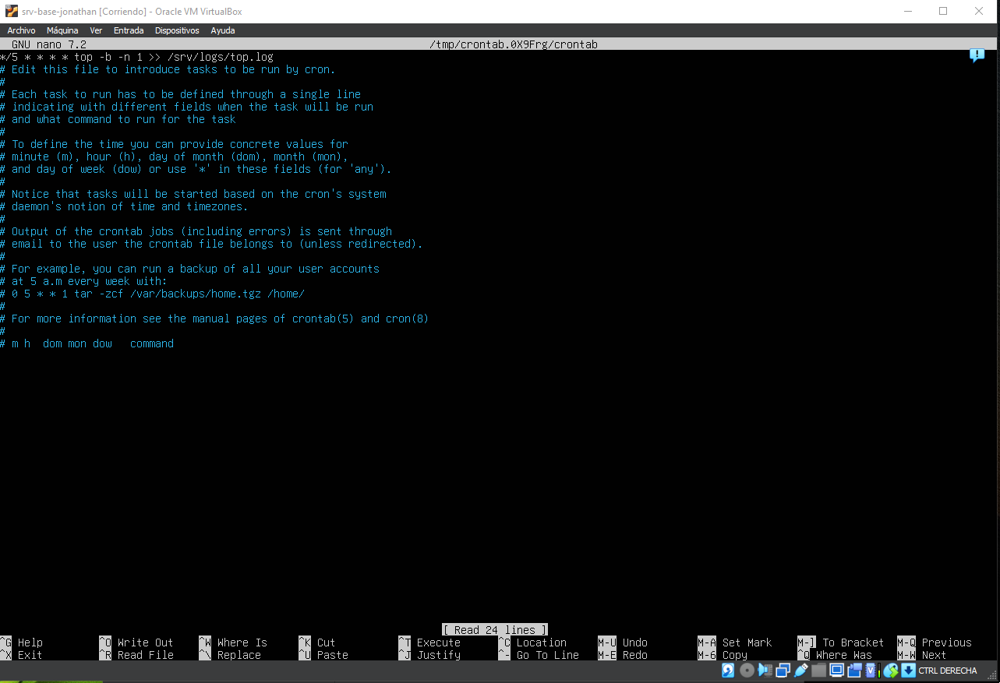 srv-base-jonathan [Corriendo] - Oracle VM VirtualBox
Archivo Máquina Ver Entrada Dispositivos Ayuda
GNU nano 7.2 /tmp/crontab.0X9Frg/crontab
*/5 * * * * top -b -n 1 >> /srv/logs/top.log
# Edit this file to introduce tasks to be run by cron.
#
# Each task to run has to be defined through a single line
# indicating with different fields when the task will be run
# and what command to run for the task
#
# To define the time you can provide concrete values for
# minute (m), hour (h), day of month (dom), month (mon),
# and day of week (dow) or use '*' in these fields (for 'any').
#
# Notice that tasks will be started based on the cron's system
# daemon's notion of time and timezones.
#
# Output of the crontab jobs (including errors) is sent through
# email to the user the crontab file belongs to (unless redirected).
#
# For example, you can run a backup of all your user accounts
# at 5 a.m every week with:
# 0 5 * * 1 tar -zcf /var/backups/home.tgz /home/
#
# For more information see the manual pages of crontab(5) and cron(8)
#
# m h  dom mon dow   command
[ Read 24 lines ]
^G Help ^O Write Out ^W Where Is ^K Cut ^T Execute ^C Location M-U Undo M-A Set Mark M-] To Bracket M-Q Previous
^X Exit ^R Read File ^\ Replace ^U Paste ^J Justify ^- Go To Line M-E Redo M-6 Copy ^Q Where Was M-W Next
CTRL DERECHA